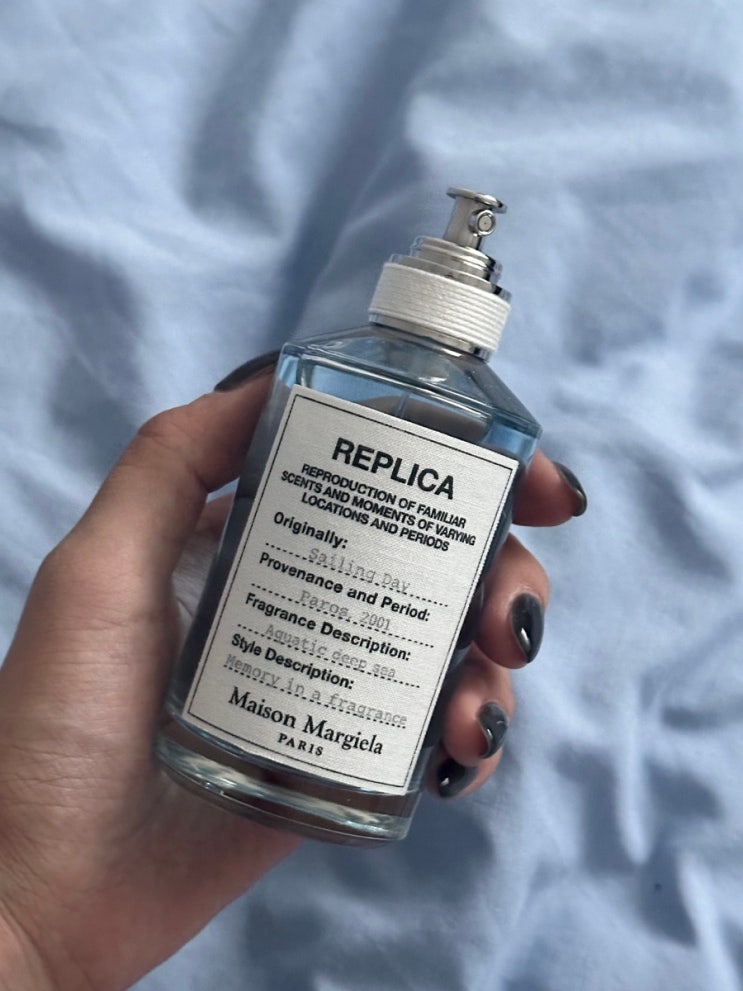 REPLICA
REPRODUCTION OF FAMILIAR
SCENTS AND MOMENTS OF VARYING
LOCATIONS AND PERIODS
Originally:
Sailing Day
Provenance and Period:
Paros, 2001
Fragrance Description:
Aquatic deep sea
Style Description:
Memory in a fragrance
Maison Margiela
PARIS